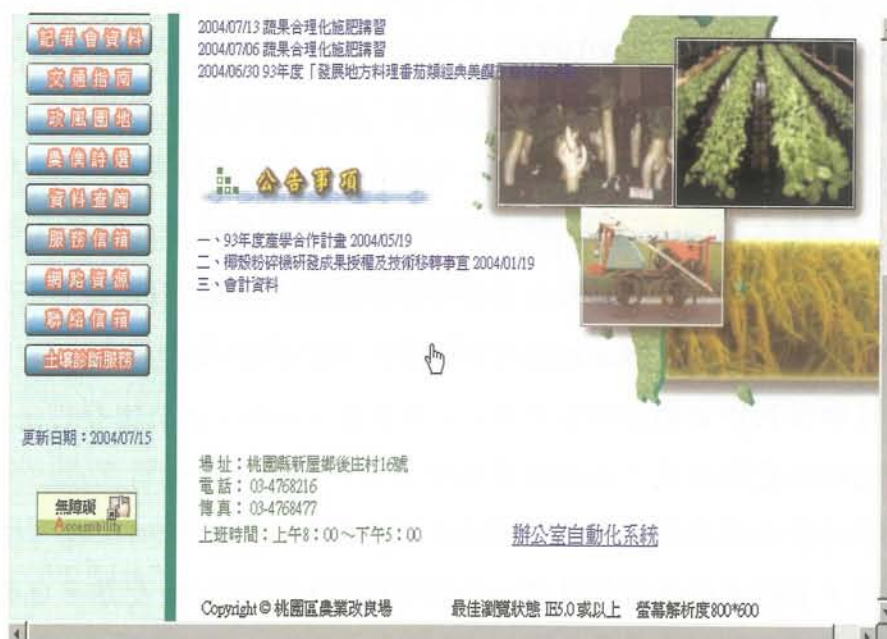 記者會資料
交通指南
政風園地
農僕詩選
資料查詢
服務信箱
網路資源
聯絡信箱
土壤診斷服務
更新日期：2004/07/15
無障礙
Accessibility
2004/07/13 蔬果合理化施肥講習
2004/07/06 蔬果合理化施肥講習
2004/06/30 93年度「發展地方料理番茄類經典美饌
公告事項
一、93年度產學合作計畫 2004/05/19
二、椰殼粉碎機研發成果授權及技術移轉事宜 2004/01/19
三、會計資料
場 址：桃園縣新屋鄉後庄村16號
電 話： 03-4768216
傳 真： 03-4768477
上班時間：上午8：00～下午5：00
辦公室自動化系統
Copyright © 桃園區農業改良場
最佳瀏覽狀態 IE5.0 或以上 螢幕解析度800*600